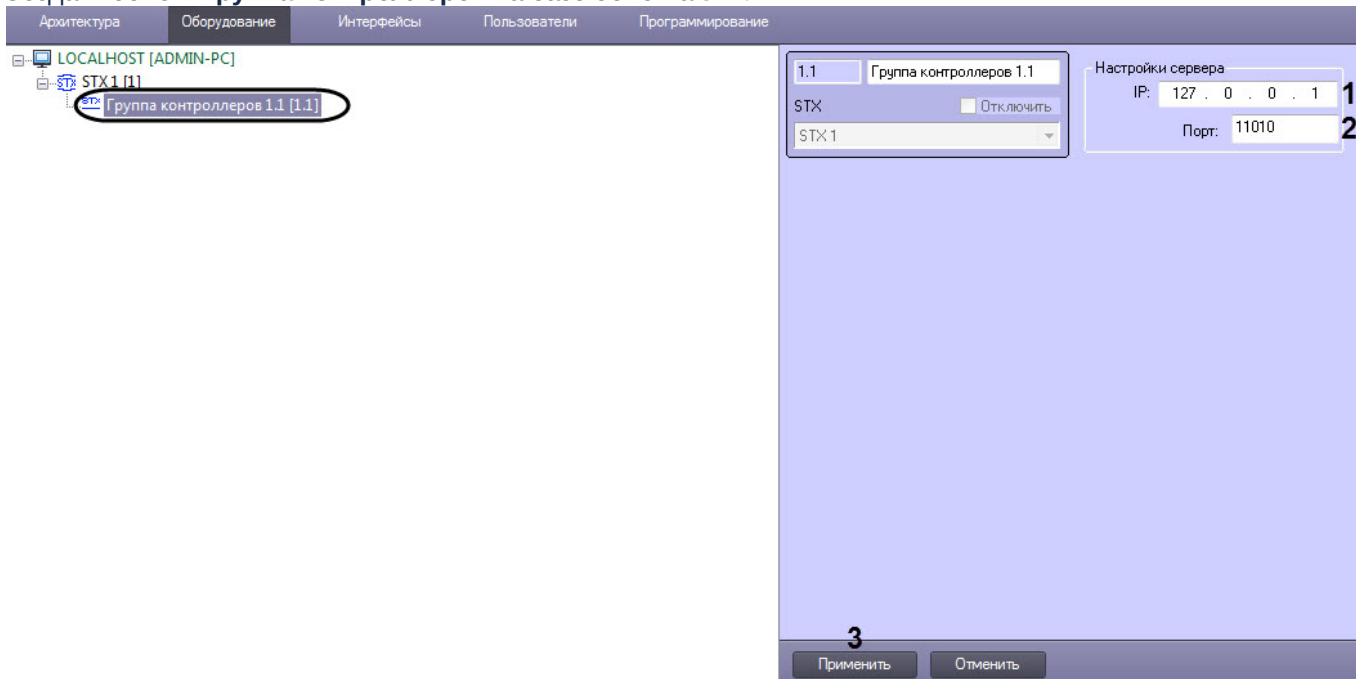 Архитектура Оборудование Интерфейсы Пользователи Программирование
LOCALHOST [ADMIN-PC]
STX 1 [1]
Группа контроллеров 1.1 [1.1]
1.1 Группа контроллеров 1.1
STX Отключить
STX 1
Настройки сервера
IP: 127 . 0 . 0 . 1 1
Порт: 11010 2
3
Применить Отменить